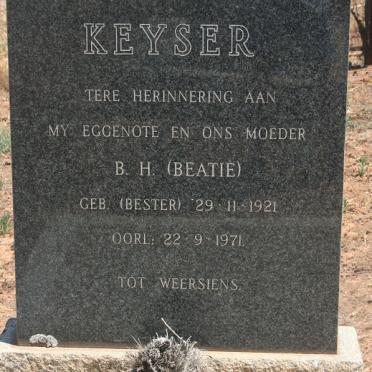 KEYSER
TERE HERINNERING AAN
MY EGGENOTE EN ONS MOEDER
B. H. (BEATIE)
GEB. (BESTER) 29-11-1921
OORL: 22-9-1971.
TOT WEERSIENS.